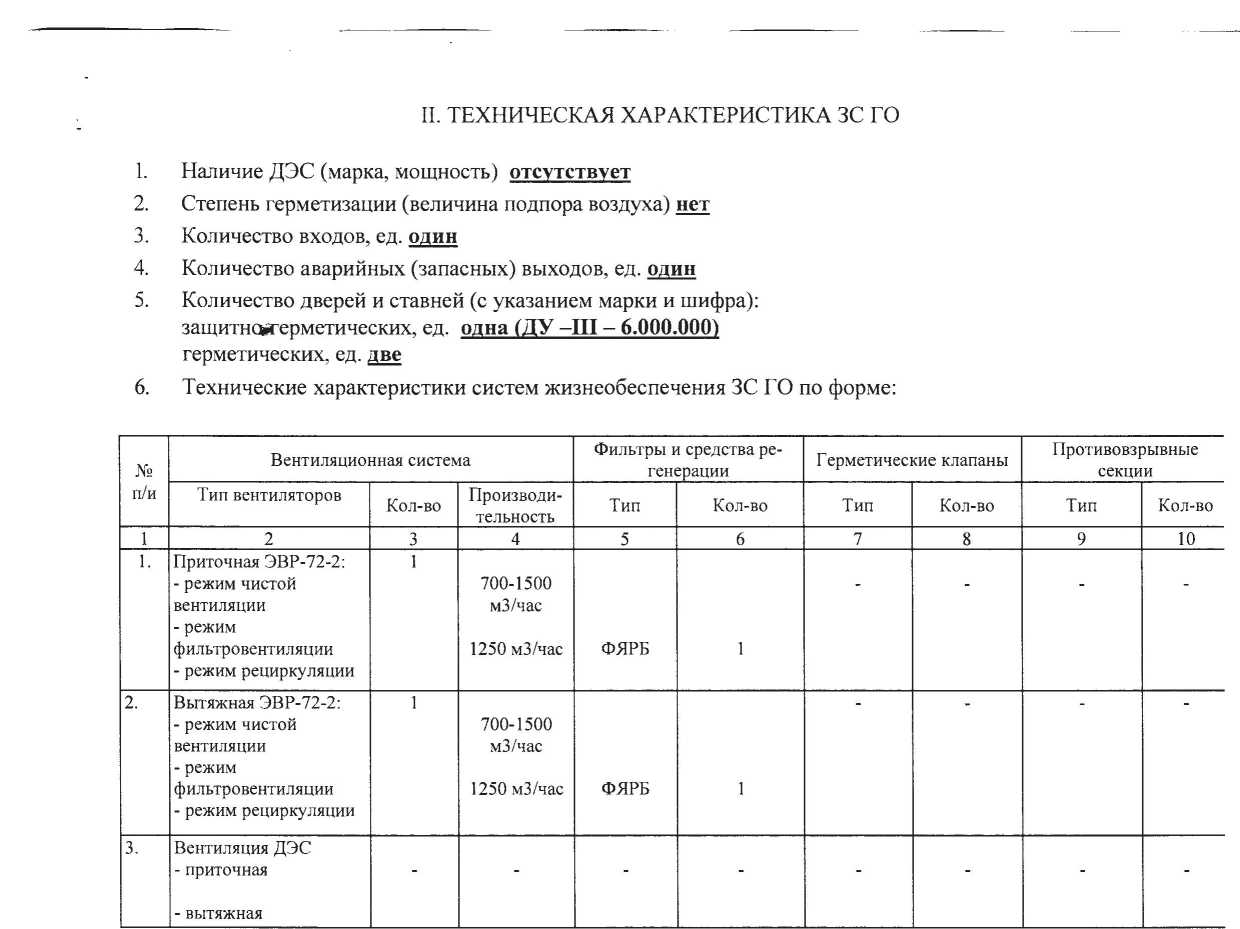 II. ТЕХНИЧЕСКАЯ ХАРАКТЕРИСТИКА ЗС ГО
1. Наличие ДЭС (марка, мощность) отсутствует
2. Степень герметизации (величина подпора воздуха) нет
3. Количество входов, ед. один
4. Количество аварийных (запасных) выходов, ед. один
5. Количество дверей и ставней (с указанием марки и шифра):
защитно-герметических, ед. одна (ДУ –III – 6.000.000)
герметических, ед. две
6. Технические характеристики систем жизнеобеспечения ЗС ГО по форме:
№ п/и Вентиляционная система Фильтры и средства ре-генерации Герметические клапаны Противовзрывные секции
Тип вентиляторов Кол-во Производи-тельность Тип Кол-во Тип Кол-во Тип Кол-во
1 2 3 4 5 6 7 8 9 10
1. Приточная ЭВР-72-2: 1
- режим чистой 700-1500 - - - -
вентиляции м3/час
- режим
фильтровентиляции 1250 м3/час ФЯРБ 1
- режим рециркуляции
2. Вытяжная ЭВР-72-2: 1 - - - -
- режим чистой 700-1500
вентиляции м3/час
- режим
фильтровентиляции 1250 м3/час ФЯРБ 1
- режим рециркуляции
3. Вентиляция ДЭС
- приточная - - - - - - - -
- вытяжная